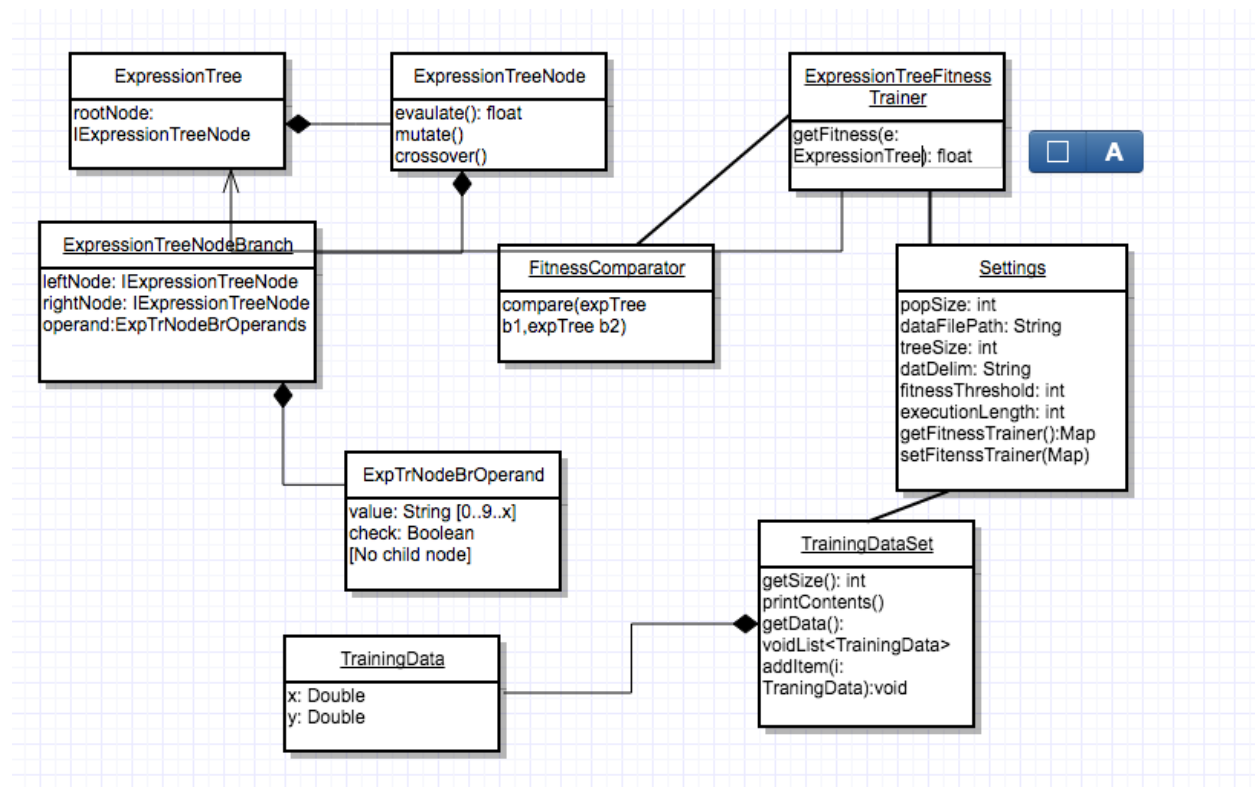 ExpressionTree
rootNode:
IExpressionTreeNode
ExpressionTreeNode
evaulate(): float
mutate()
crossover()
ExpressionTreeFitness
Trainer
getFitness(e:
ExpressionTree): float
A
ExpressionTreeNodeBranch
leftNode: IExpressionTreeNode
rightNode: IExpressionTreeNode
operand:ExpTrNodeBrOperands
FitnessComparator
compare(expTree
b1,expTree b2)
Settings
popSize: int
dataFilePath: String
treeSize: int
datDelim: String
fitnessThreshold: int
executionLength: int
getFitnessTrainer():Map
setFitenssTrainer(Map)
ExpTrNodeBrOperand
value: String [0..9..x]
check: Boolean
[No child node]
TrainingDataSet
getSize(): int
printContents()
getData():
voidList<TrainingData>
addItem(i:
TraningData):void
TrainingData
x: Double
y: Double